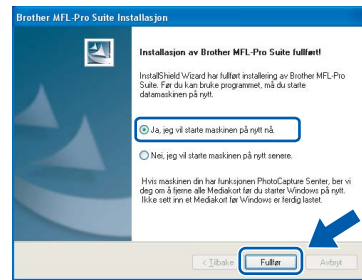 Brother MFL-Pro Suite Installasjon
Installasjon av Brother MFL-Pro Suite fullført!
InstallShield Wizard har fullført installering av Brother MFL-Pro
Suite. Før du kan bruke programmet, må du starte
datamaskinen på nytt.
Ja, jeg vil starte maskinen på nytt nå.
Nei, jeg vil starte maskinen på nytt senere.
Hvis maskinen din har funksjonen PhotoCapture Senter, ber vi
deg om å fjerne alle Mediakort før du starter Windows på nytt.
Ikke sett inn et Mediakort før Windows er ferdig lastet.
< Tilbake Fullfør Avbryt